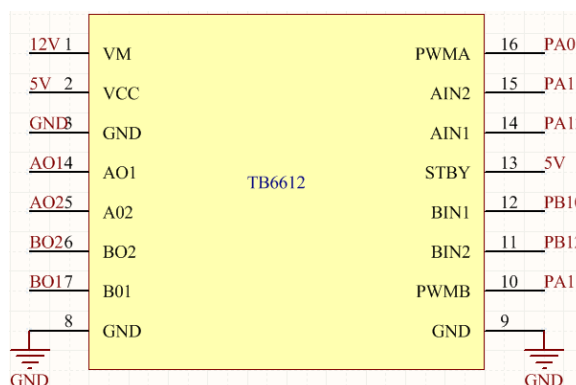 12V 1 VM PWMA 16 PA0
5V 2 VCC AIN2 15 PA1
GND 3 GND AIN1 14 PA1
AO1 4 AO1 STBY 13 5V
TB6612
AO2 5 A02 BIN1 12
BO2 6 BO2 BIN2 11
BO1 7 B01 PWMB 10 PA1
8 GND GND 9
GND GND